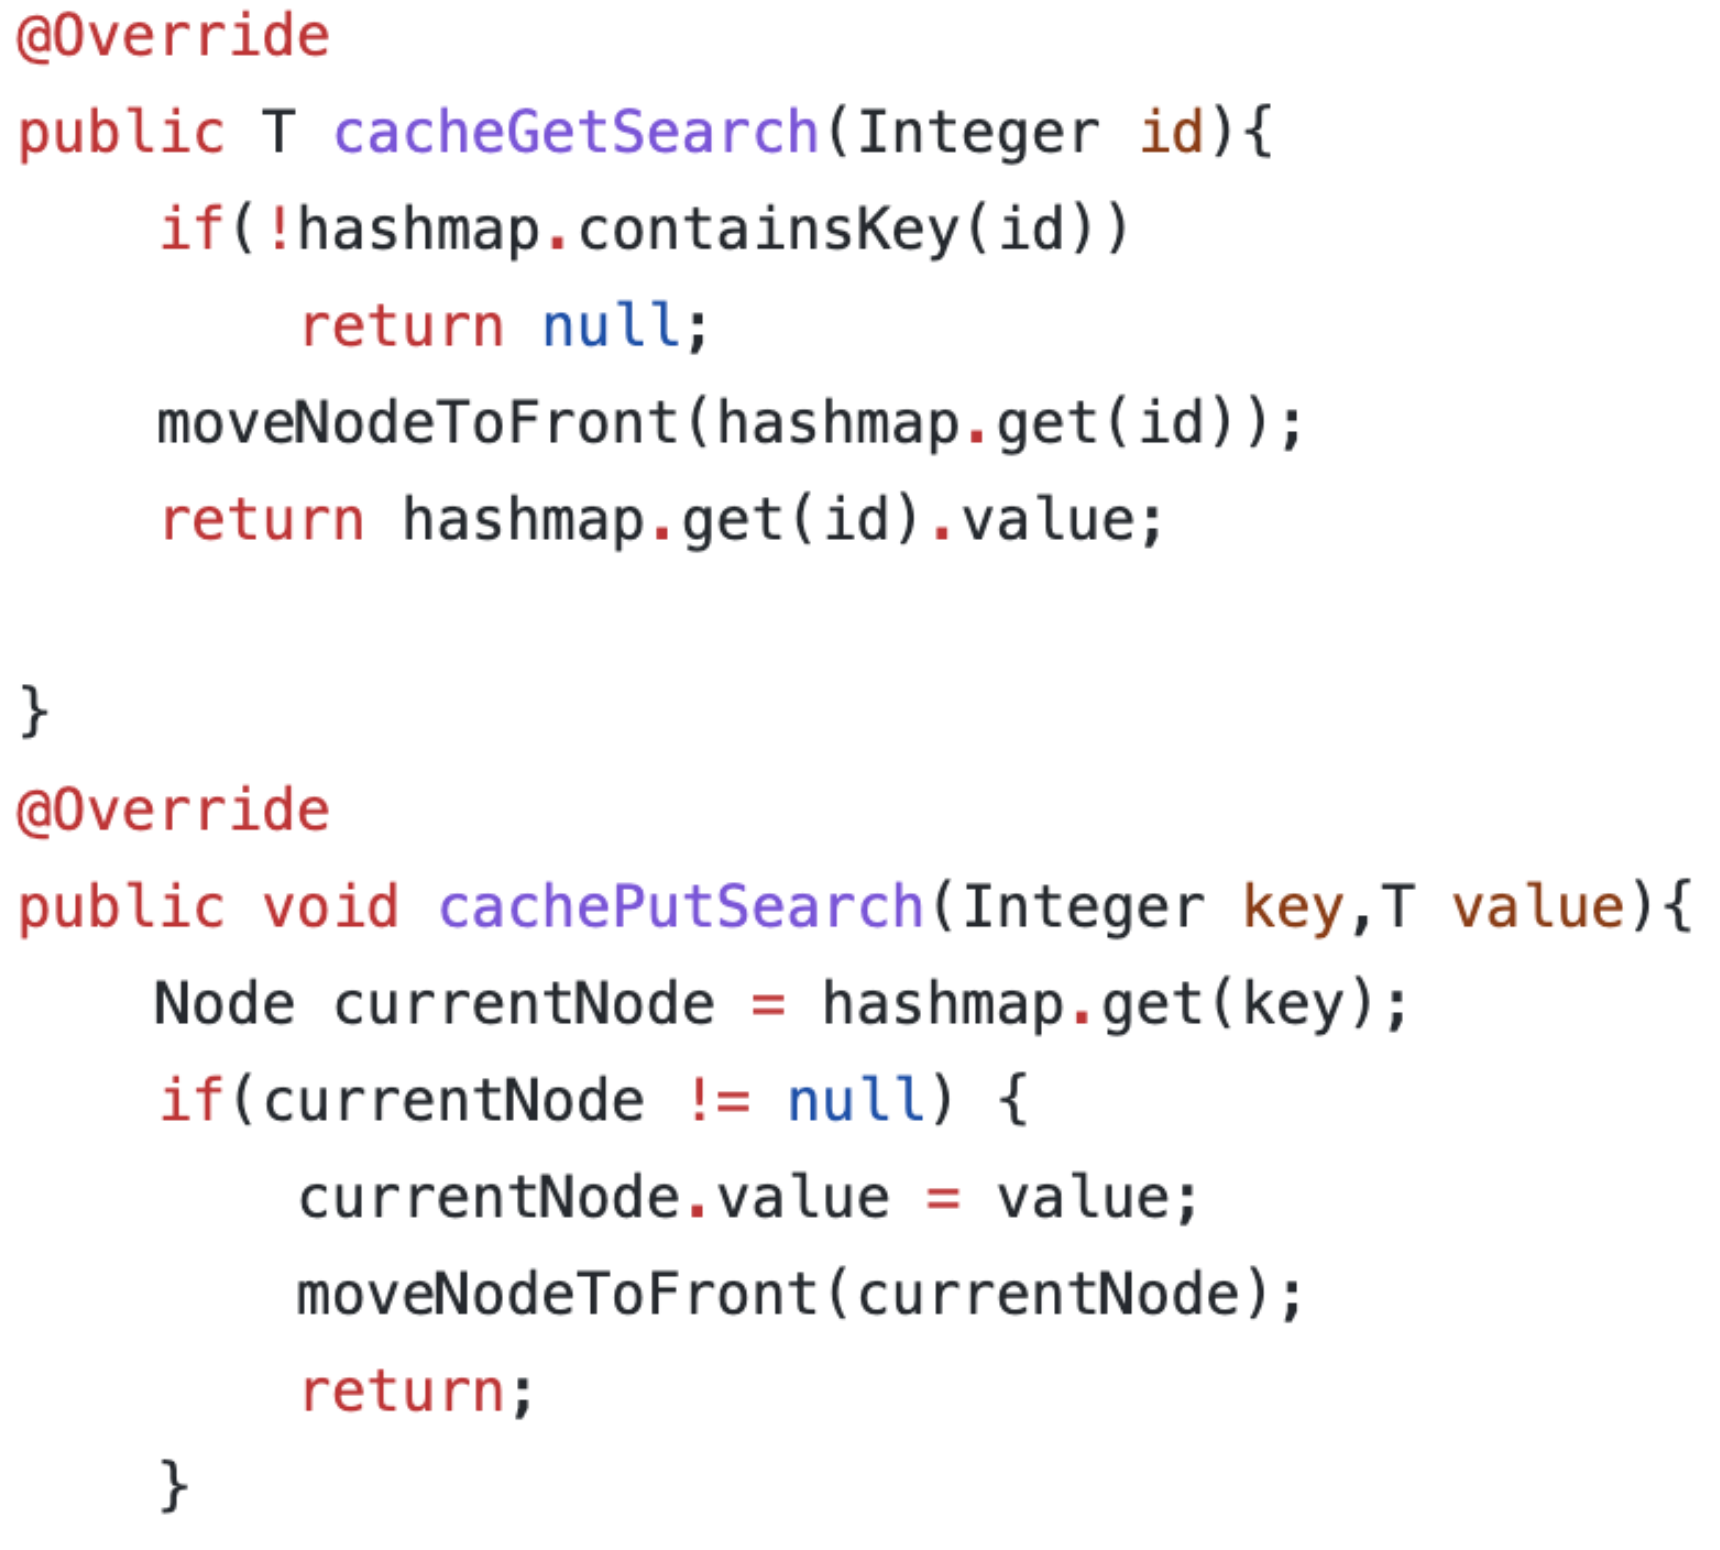 @Override
public T cacheGetSearch(Integer id){
    if(!hashmap.containsKey(id))
        return null;
    moveNodeToFront(hashmap.get(id));
    return hashmap.get(id).value;

}
@Override
public void cachePutSearch(Integer key,T value){
    Node currentNode = hashmap.get(key);
    if(currentNode != null) {
        currentNode.value = value;
        moveNodeToFront(currentNode);
        return;
    }